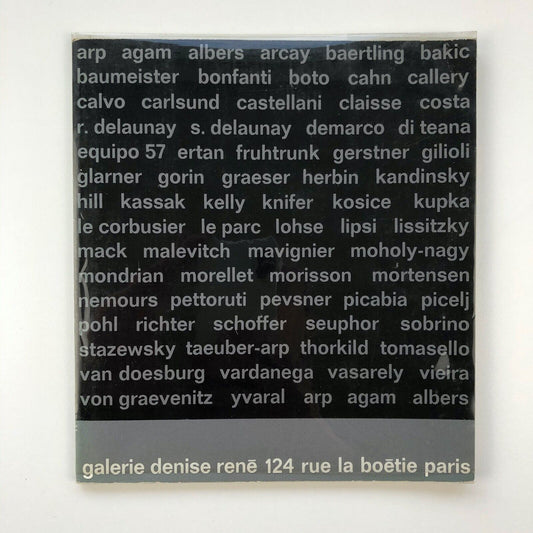 arp agam albers arcay baertling bakic
baumeister bonfanti boto cahn callery
calvo carlsund castellani claisse costa
r. delaunay s. delaunay demarco di teana
equipo 57 ertan fruhtrunk gerstner gilioli
glarner gorin graeser herbin kandinsky
hill kassak kelly knifer kosice kupka
le corbusier le parc lohse lipsi lissitzky
mack malevitch mavignier moholy-nagy
mondrian morellet morisson mortensen
nemours pettoruti pevsner picabia picelj
pohl richter schoffer seuphor sobrino
stazewsky taeuber-arp thorkild tomasello
van doesburg vardanega vasarely vieira
von graevenitz yvaral arp agam albers
galerie denise renē 124 rue la boētie paris